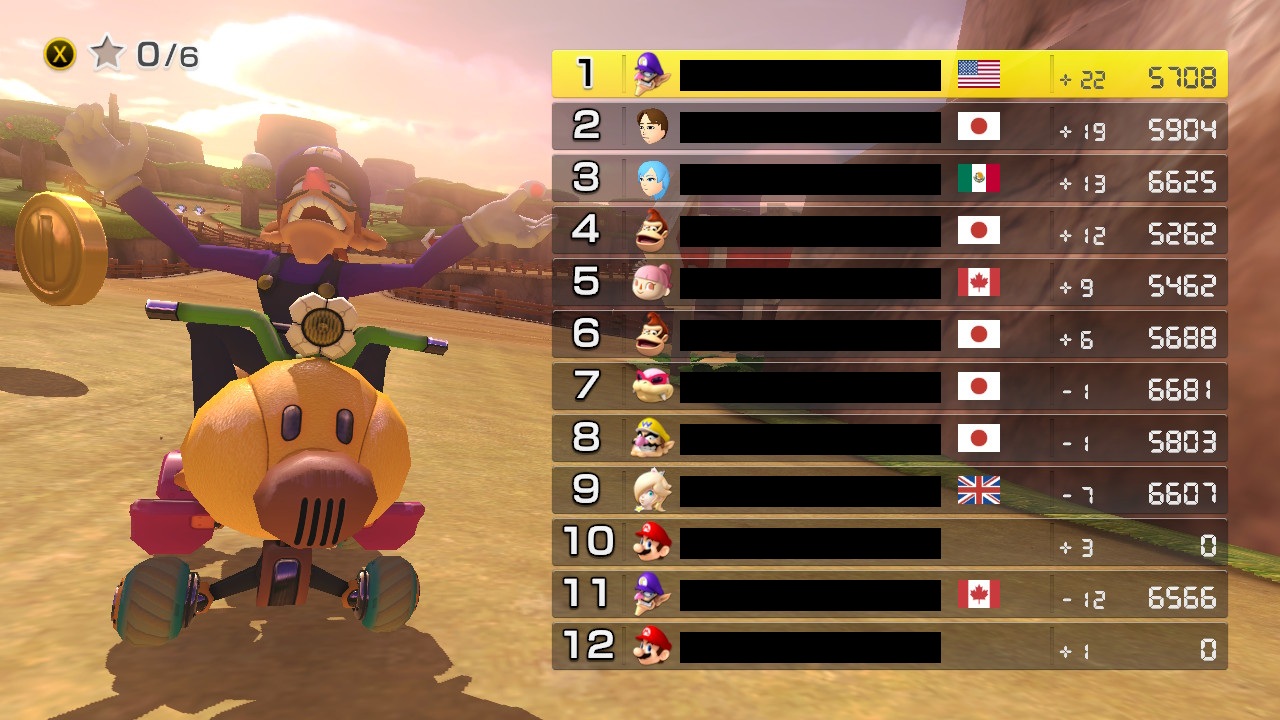 X 0/6
1 + 22 5708
2 + 19 5904
3 + 13 6625
4 + 12 5262
5 + 9 5462
6 + 6 5688
7 - 1 6681
8 - 1 5803
9 - 7 6607
10 + 3 0
11 - 12 6566
12 + 1 0